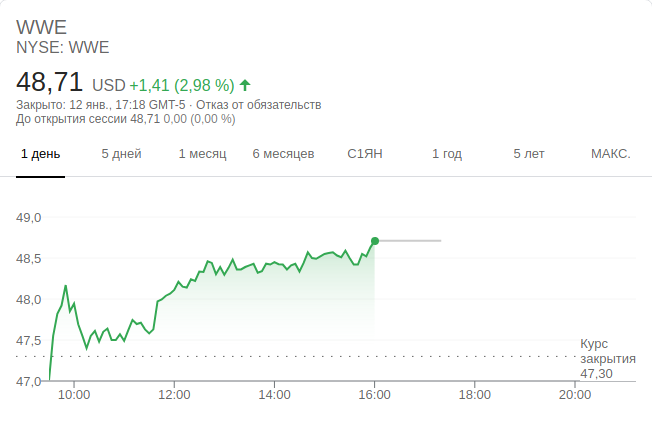 WWE
NYSE: WWE
48,71 USD +1,41 (2,98 %)
Закрыто: 12 янв., 17:18 GMT-5 · Отказ от обязательств
До открытия сессии 48,71 0,00 (0,00 %)
1 день 5 дней 1 месяц 6 месяцев С1ЯН 1 год 5 лет МАКС.
49,0
48,5
48,0
47,5
Курс
закрытия
47,30
47,0
10:00 12:00 14:00 16:00 18:00 20:00